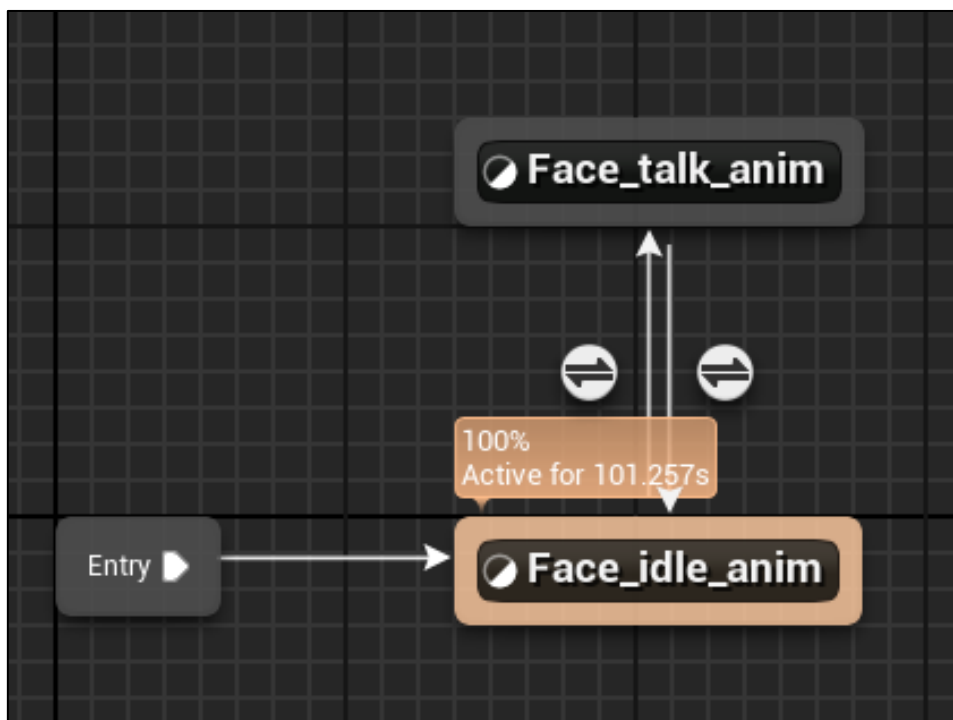 Face_talk_anim
100%
Active for 101.257s
Entry
Face_idle_anim